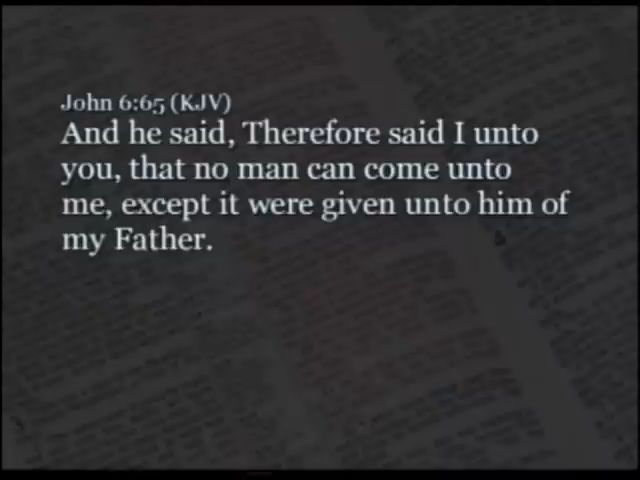 John 6:65 (KJV)
And he said, Therefore said I unto
you, that no man can come unto
me, except it were given unto him of
my Father.